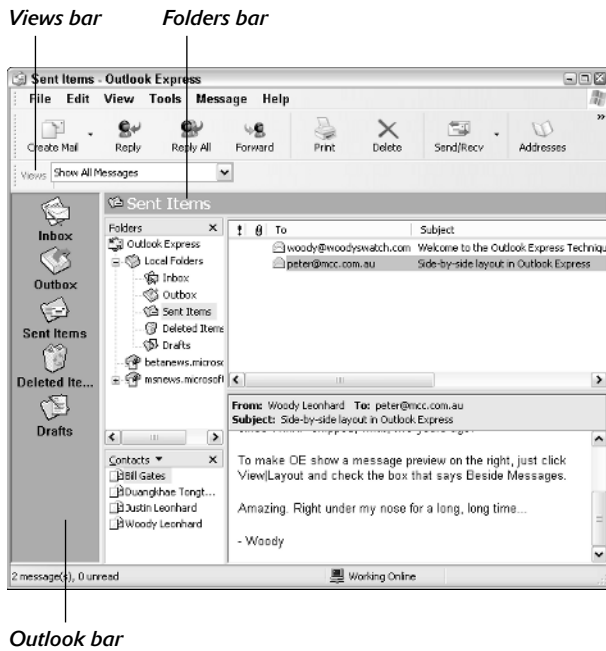 Views bar
Folders bar
Sent Items - Outlook Express
File Edit View Tools Message Help
Create Mail Reply Reply All Forward Print Delete Send/Recv Addresses
Views Show All Messages
Sent Items
Inbox
Outbox
Sent Items
Deleted Ite...
Drafts
Folders
Outlook Express
Local Folders
Inbox
Outbox
Sent Items
Deleted Items
Drafts
betanews.microsc
msnews.microsoft
Contacts
Bill Gates
Duangkhae Tongt...
Justin Leonhard
Woody Leonhard
! To Subject
woody@woodyswatch.com Welcome to the Outlook Express Techniqu
peter@mcc.com.au Side-by-side layout in Outlook Express
From: Woody Leonhard To: peter@mcc.com.au
Subject: Side-by-side layout in Outlook Express
To make OE show a message preview on the right, just click
View|Layout and check the box that says Beside Messages.
Amazing. Right under my nose for a long, long time...
- Woody
2 message(s), 0 unread
Working Online
Outlook bar